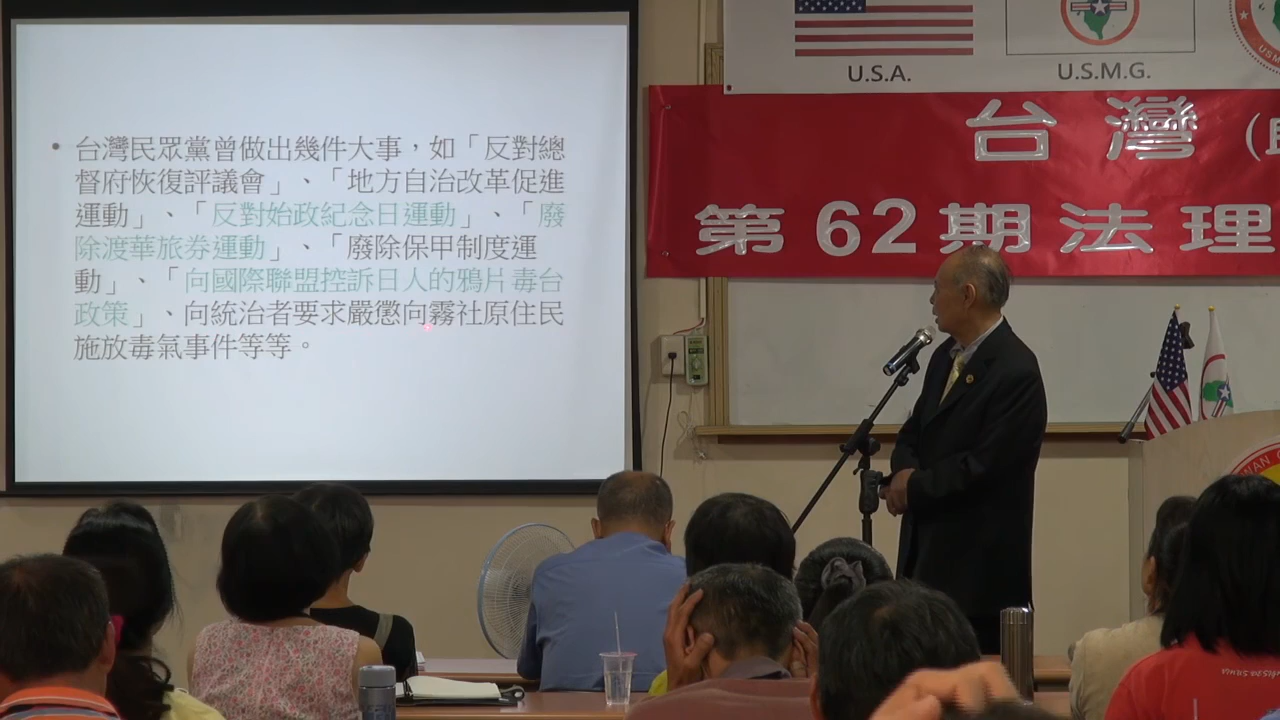 • 台灣民眾黨曾做出幾件大事，如「反對總
督府恢復評議會」、「地方自治改革促進
運動」、「反對始政紀念日運動」、「廢
除渡華旅券運動」、「廢除保甲制度運
動」、「向國際聯盟控訴日人的鴉片毒台
政策」、向統治者要求嚴懲向霧社原住民
施放毒氣事件等等。
U.S.A.
U.S.M.G.
台灣
第62期法理